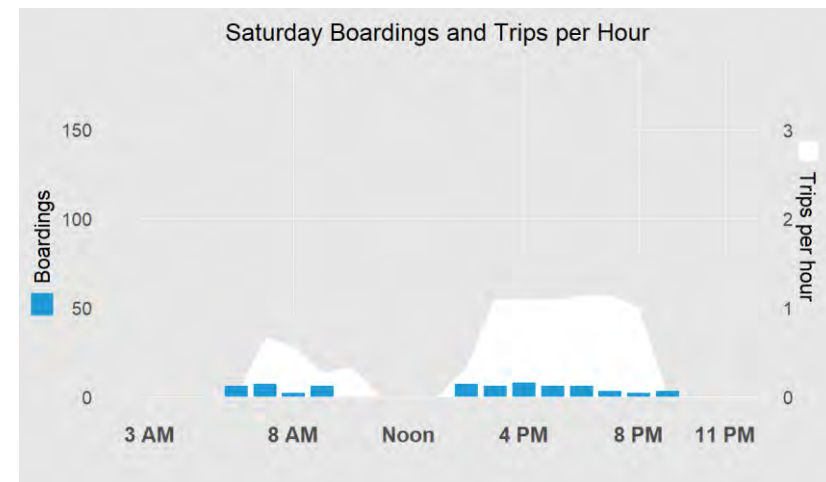 Saturday Boardings and Trips per Hour
150
100
50
0
Boardings
3
2
1
0
Trips per hour
3 AM 8 AM Noon 4 PM 8 PM 11 PM